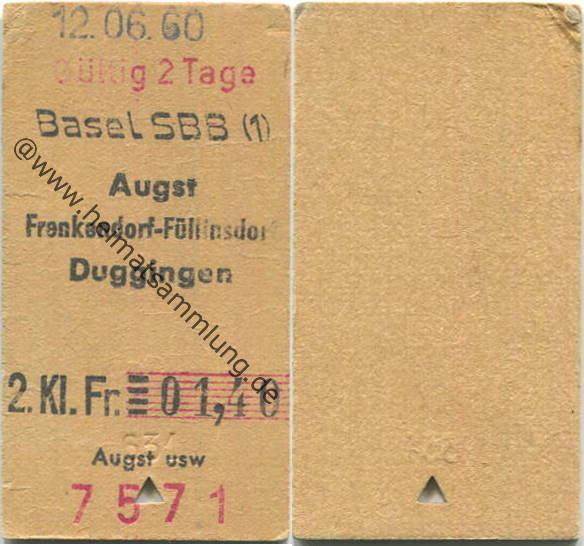 12.06.60
Gültig 2 Tage
Basel SBB (1)
Augst
Frenkendorf-Füllinsdorf
Duggingen
2. Kl. Fr. 01,40
Augst usw
7571
@www.heimatsammlung.de